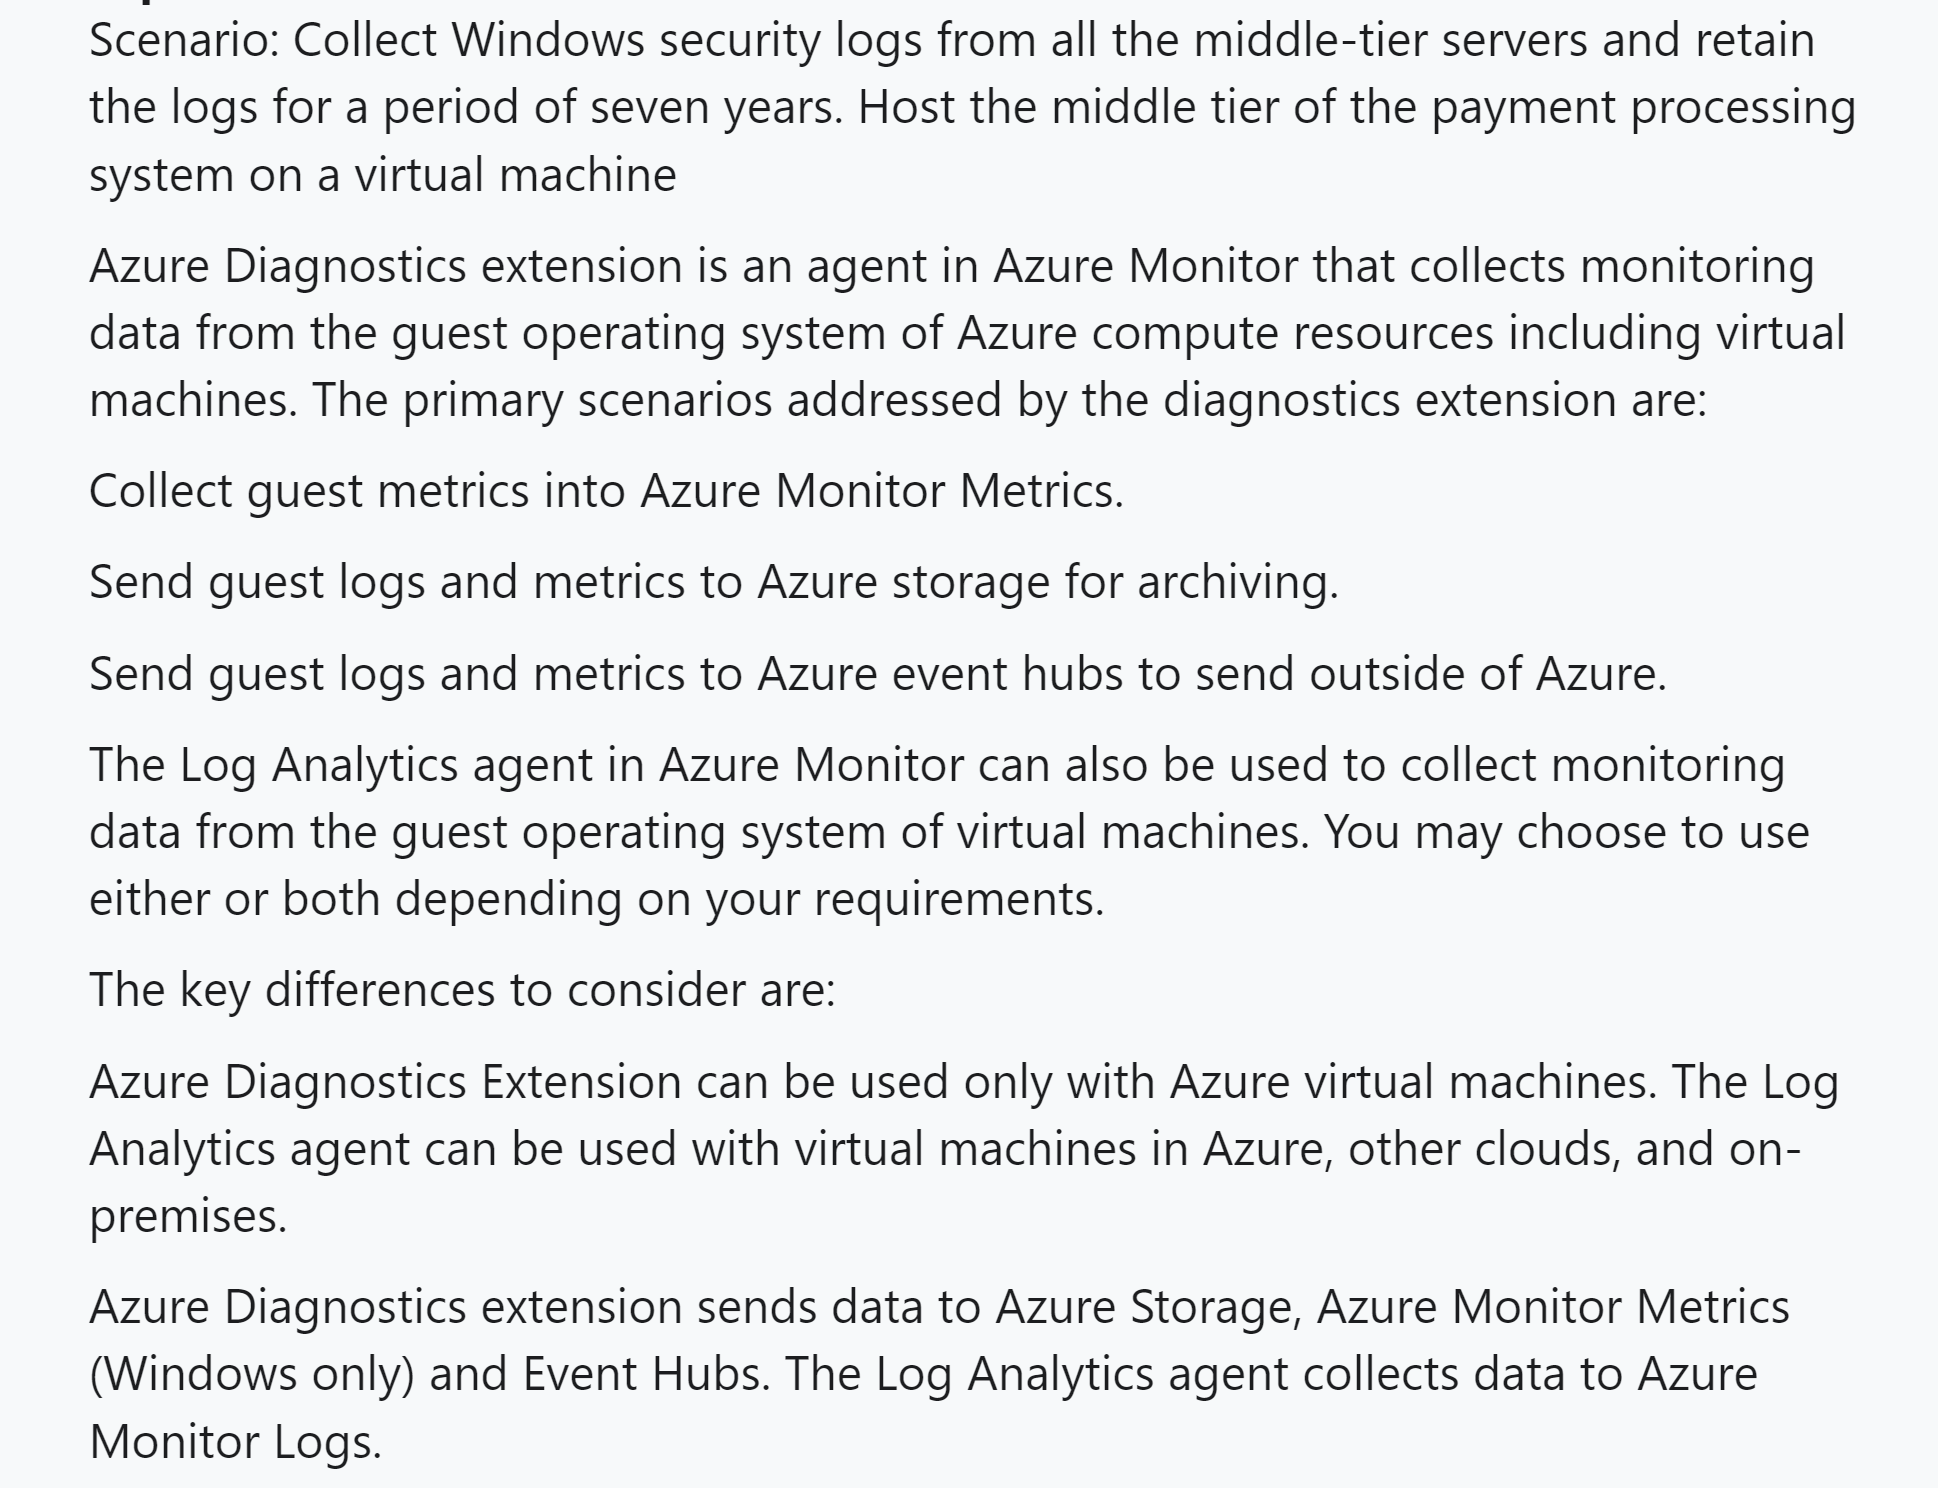 Scenario: Collect Windows security logs from all the middle-tier servers and retain
the logs for a period of seven years. Host the middle tier of the payment processing
system on a virtual machine
Azure Diagnostics extension is an agent in Azure Monitor that collects monitoring
data from the guest operating system of Azure compute resources including virtual
machines. The primary scenarios addressed by the diagnostics extension are:
Collect guest metrics into Azure Monitor Metrics.
Send guest logs and metrics to Azure storage for archiving.
Send guest logs and metrics to Azure event hubs to send outside of Azure.
The Log Analytics agent in Azure Monitor can also be used to collect monitoring
data from the guest operating system of virtual machines. You may choose to use
either or both depending on your requirements.
The key differences to consider are:
Azure Diagnostics Extension can be used only with Azure virtual machines. The Log
Analytics agent can be used with virtual machines in Azure, other clouds, and on-
premises.
Azure Diagnostics extension sends data to Azure Storage, Azure Monitor Metrics
(Windows only) and Event Hubs. The Log Analytics agent collects data to Azure
Monitor Logs.